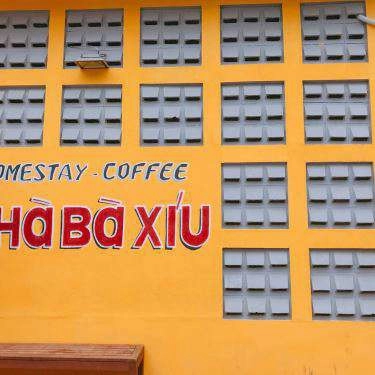 OMESTAY - COFFEE
HÀ BÀ XÍU